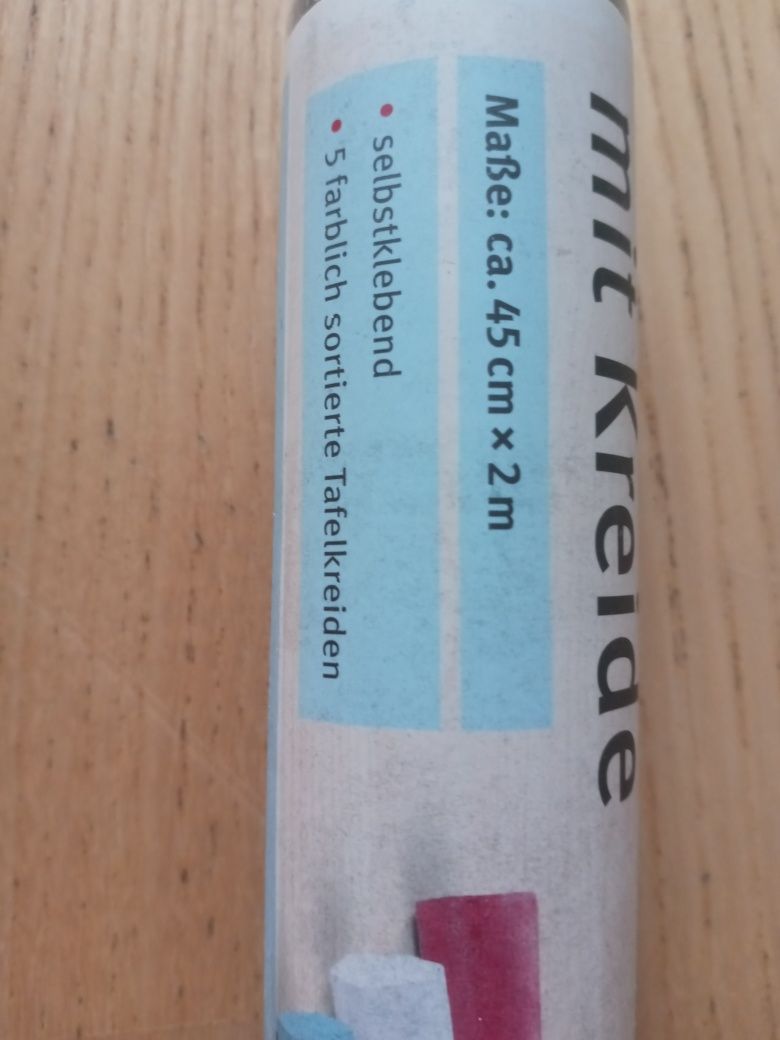 mit Kreide
Maße: ca. 45 cm × 2 m
• selbstklebend
• 5 farblich sortierte Tafelkreiden